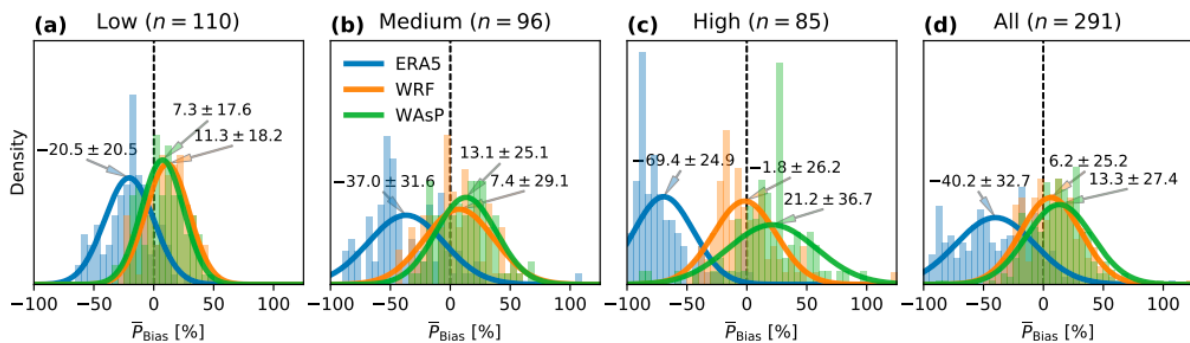 (a) Low (n = 110)
(b) Medium (n = 96)
(c) High (n = 85)
(d) All (n = 291)
Density
7.3 ± 17.6
11.3 ± 18.2
−20.5 ± 20.5
−100 −50 0 50 100
P̅Bias [%]
ERA5
WRF
WAsP
13.1 ± 25.1
−37.0 ± 31.6
7.4 ± 29.1
−100 −50 0 50 100
P̅Bias [%]
−69.4 ± 24.9
−1.8 ± 26.2
21.2 ± 36.7
−100 −50 0 50 100
P̅Bias [%]
6.2 ± 25.2
−40.2 ± 32.7
13.3 ± 27.4
−100 −50 0 50 100
P̅Bias [%]